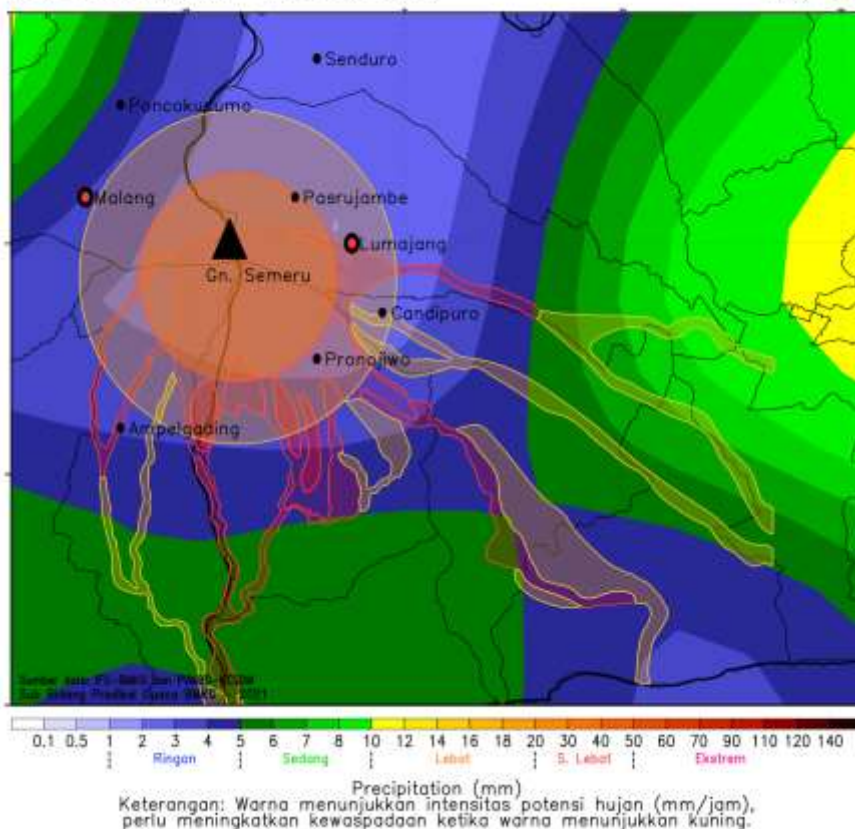 Senduro
Poncokusumo
Malang
Pasrujambe
Lumajang
Gn. Semeru
Candipuro
Pronojiwo
Ampelgading
0.1 0.5 1 2 3 4 5 6 7 8 10 12 14 16 18 20 30 40 50 70 90 110 120 140
Ringan Sedang Lebat S. Lebat Ekstrem
Precipitation (mm)
Keterangan: Warna menunjukkan intensitas potensi hujan (mm/jam),
perlu meningkatkan kewaspadaan ketika warna menunjukkan kuning.